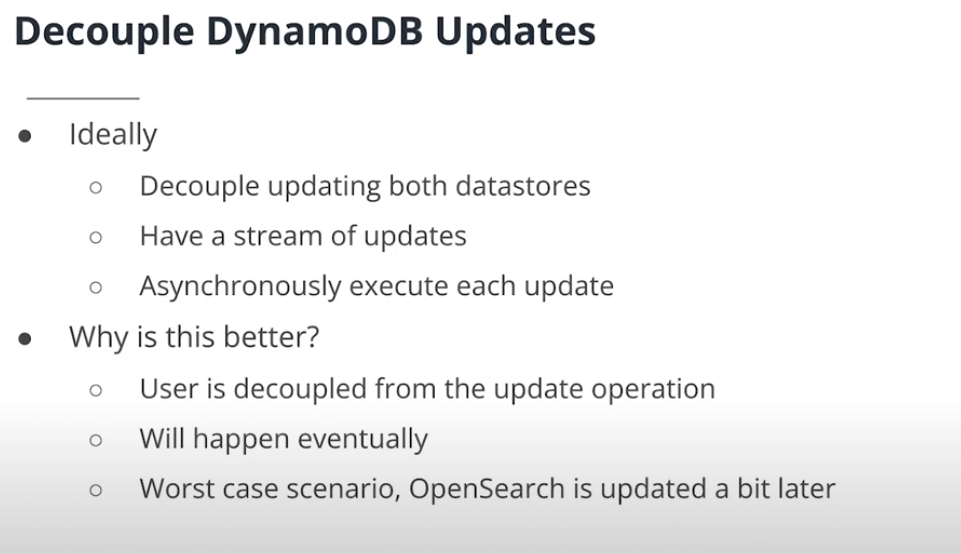 Decouple DynamoDB Updates
● Ideally
○ Decouple updating both datastores
○ Have a stream of updates
○ Asynchronously execute each update
● Why is this better?
○ User is decoupled from the update operation
○ Will happen eventually
○ Worst case scenario, OpenSearch is updated a bit later